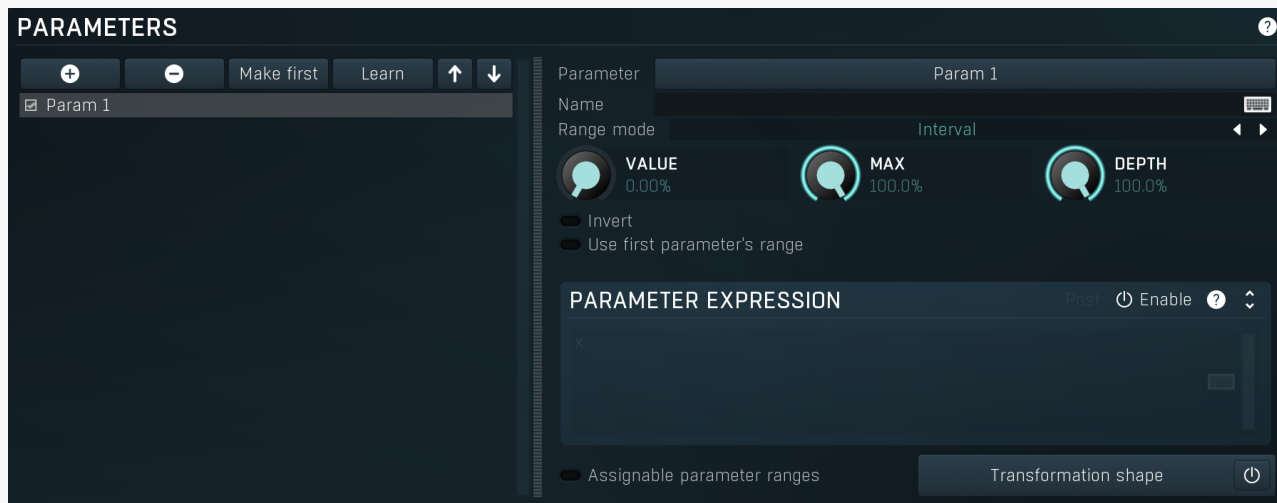 PARAMETERS
?
Make first Learn
Param 1
Parameter Param 1
Name
Range mode Interval
VALUE MAX DEPTH
0.00% 100.0% 100.0%
Invert
Use first parameter's range
PARAMETER EXPRESSION Post Enable ?
x
Assignable parameter ranges Transformation shape